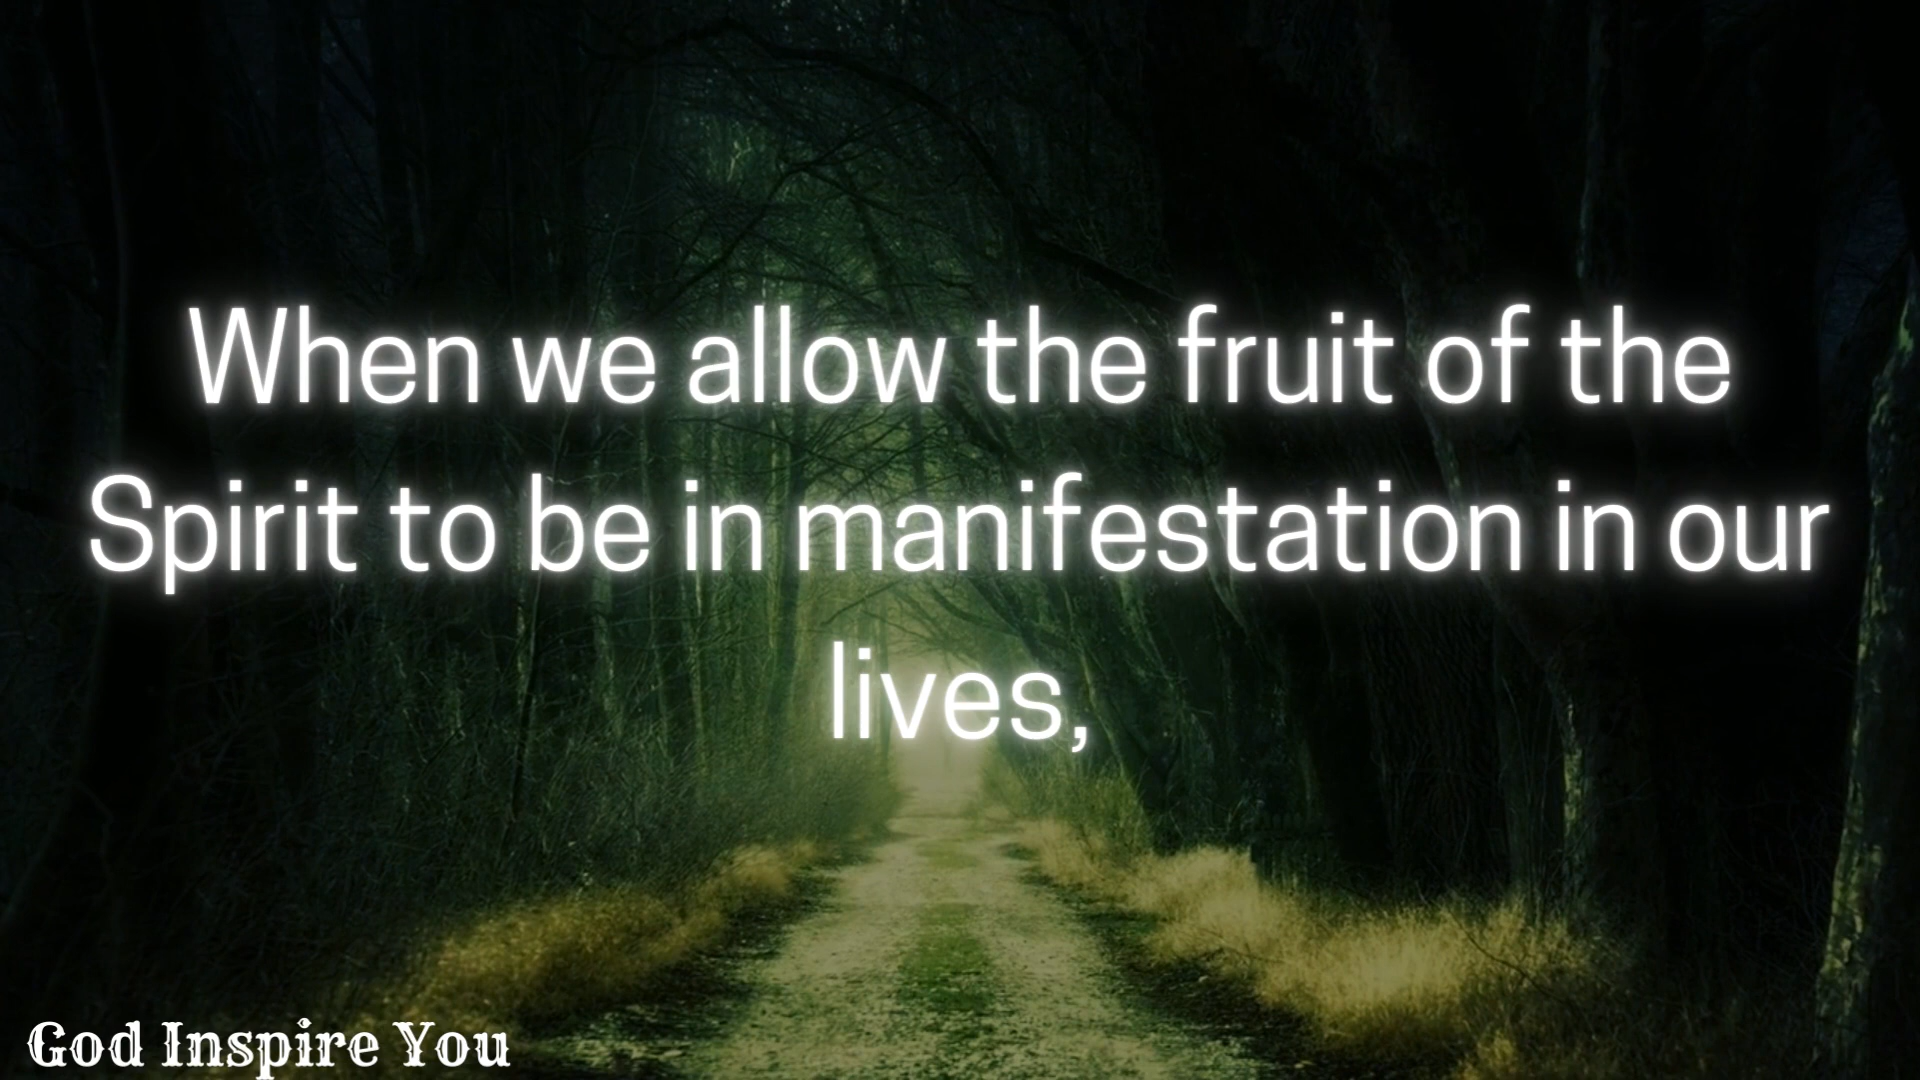 When we allow the fruit of the
Spirit to be in manifestation in our
lives,
God Inspire You